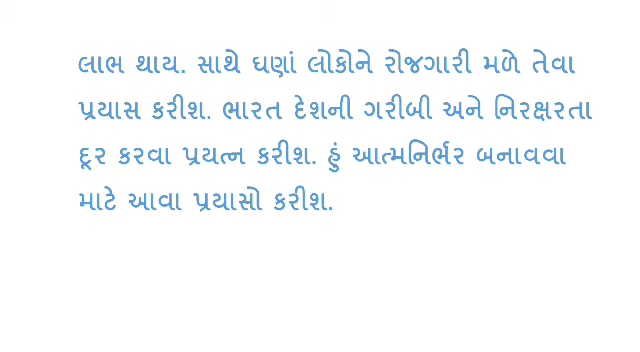 લાભ થાય. સાથે ઘણાં લોકોને રોજગારી મળે તેવા
પ્રયાસ કરીશ. ભારત દેશની ગરીબી અને નિરક્ષરતા
દૂર કરવા પ્રયત્ન કરીશ. હું આત્મનિર્ભર બનાવવા
માટે આવા પ્રયાસો કરીશ.